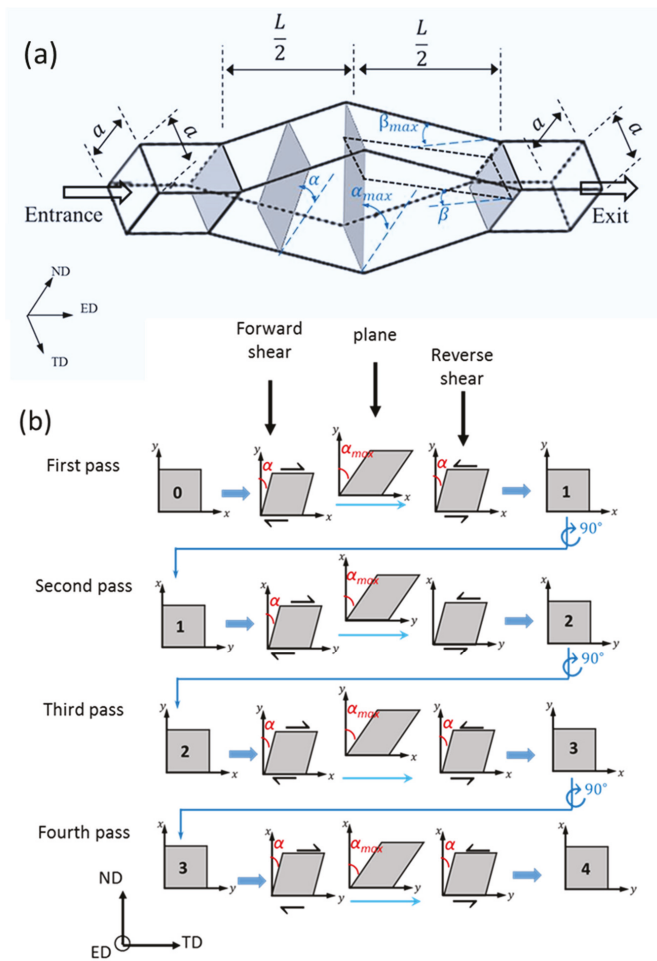 (a)
L/2 L/2
a a β_max a a
α α_max β
Entrance Exit
ND
ED
TD
Forward shear plane Reverse shear
(b)
First pass
y α y α_max y α y
0 1
x x x x x
90°
Second pass
x α x α_max x α x
1 2
y y y y y
90°
Third pass
y α y α_max y α y
2 3
x x x x x
90°
Fourth pass
x α x α_max x α x
3 4
y y y y y
ND
ED TD